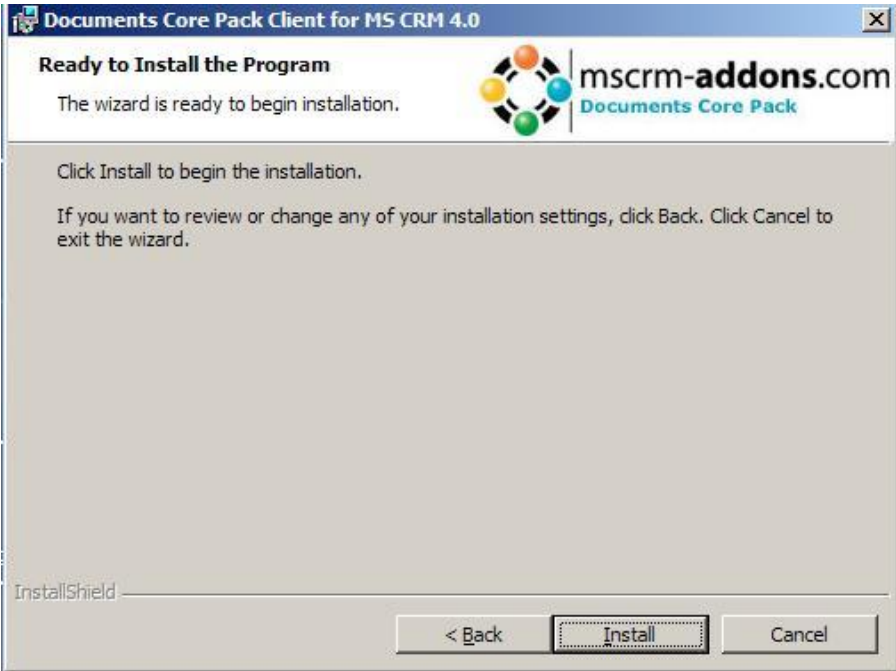 Documents Core Pack Client for MS CRM 4.0
Ready to Install the Program
The wizard is ready to begin installation.
mscrm-addons.com
Documents Core Pack
Click Install to begin the installation.
If you want to review or change any of your installation settings, click Back. Click Cancel to
exit the wizard.
InstallShield
< Back
Install
Cancel